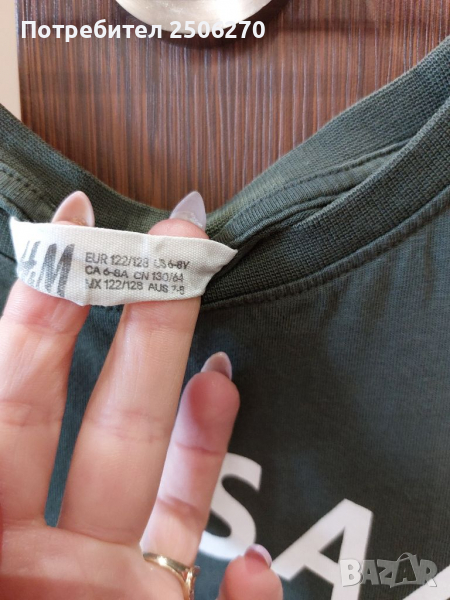 Потребител 2506270
H&M
EUR 122/128 US 6-8Y
CA 6-8A CN 130/64
MX 122/128 AUS 7-8
SA
BAZAR